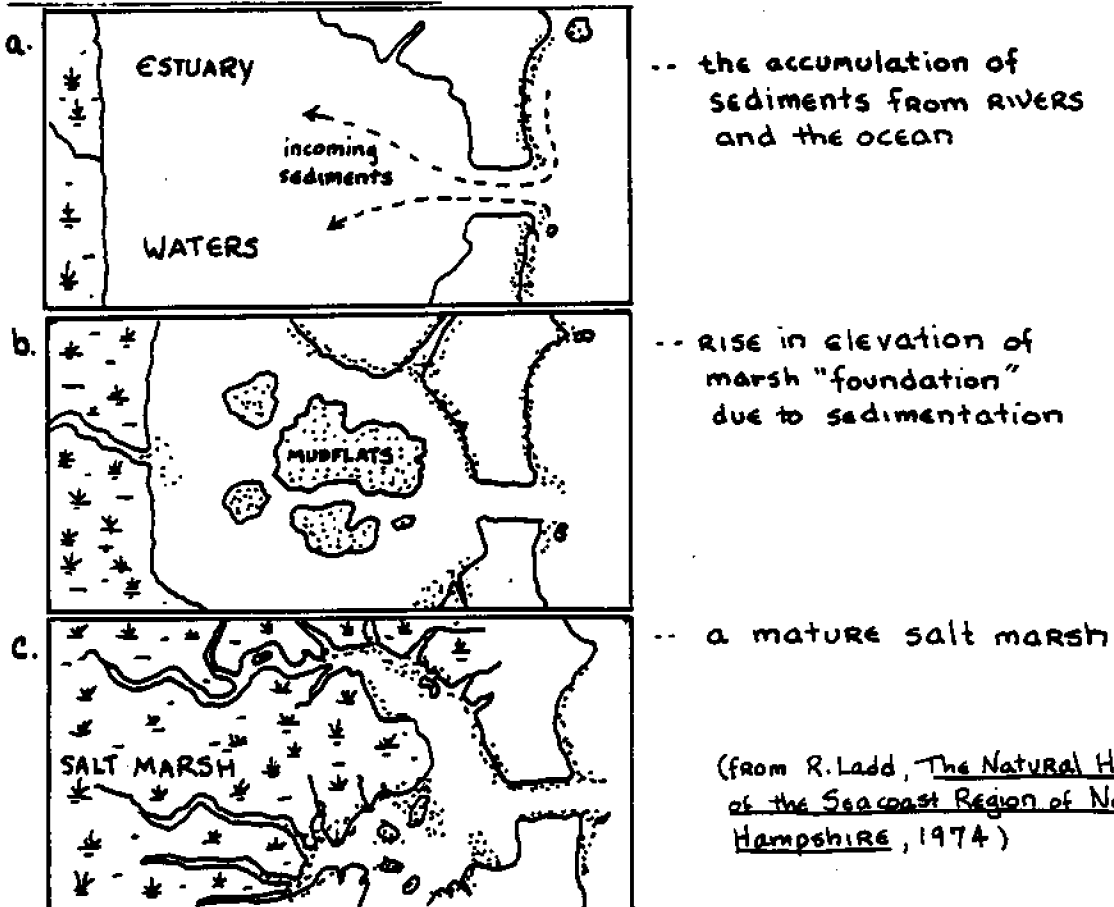 a.
ESTUARY
incoming
sediments
WATERS
-- the accumulation of
sediments from RIVERS
and the ocean
b.
MUDFLATS
-- RISE in elevation of
marsh "foundation"
due to sedimentation
c.
SALT MARSH
-- a mature salt marsh
(from R. Ladd, The Natural
of the Seacoast Region of
Hampshire, 1974)